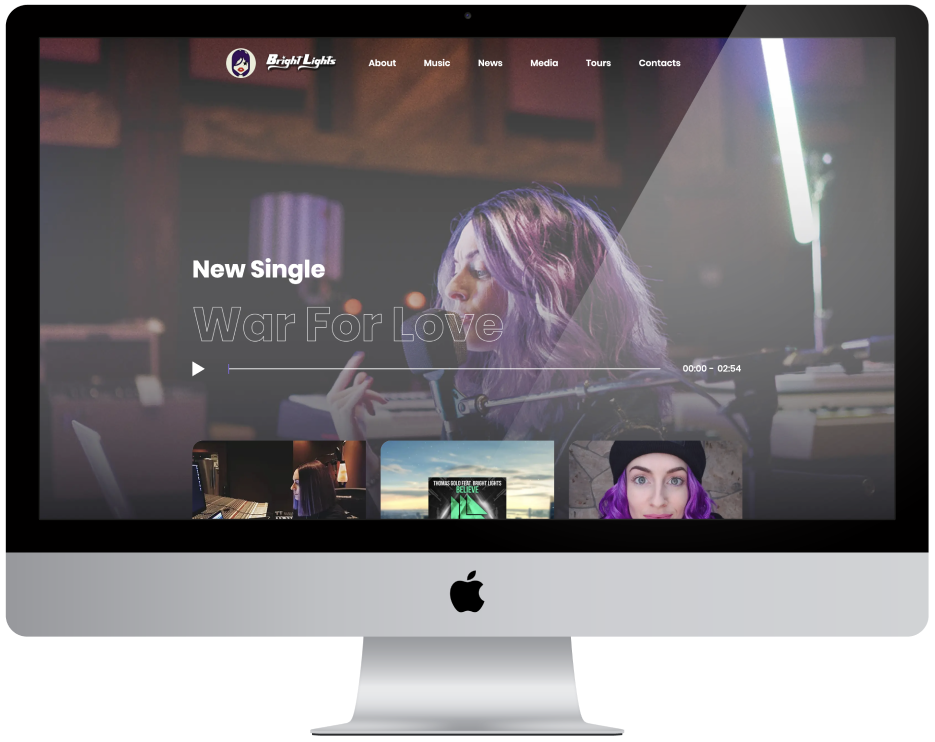 Bright Lights
About Music News Media Tours Contacts
New Single
War For Love
00:00 - 02:54
THOMAS GOLD FEAT. BRIGHT LIGHTS
BELIEVE